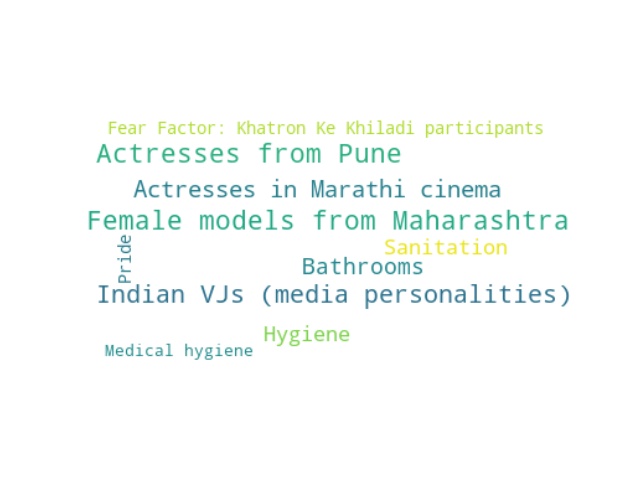 Fear Factor: Khatron Ke Khiladi participants
Actresses from Pune
Actresses in Marathi cinema
Female models from Maharashtra
Pride
Sanitation
Bathrooms
Indian VJs (media personalities)
Hygiene
Medical hygiene